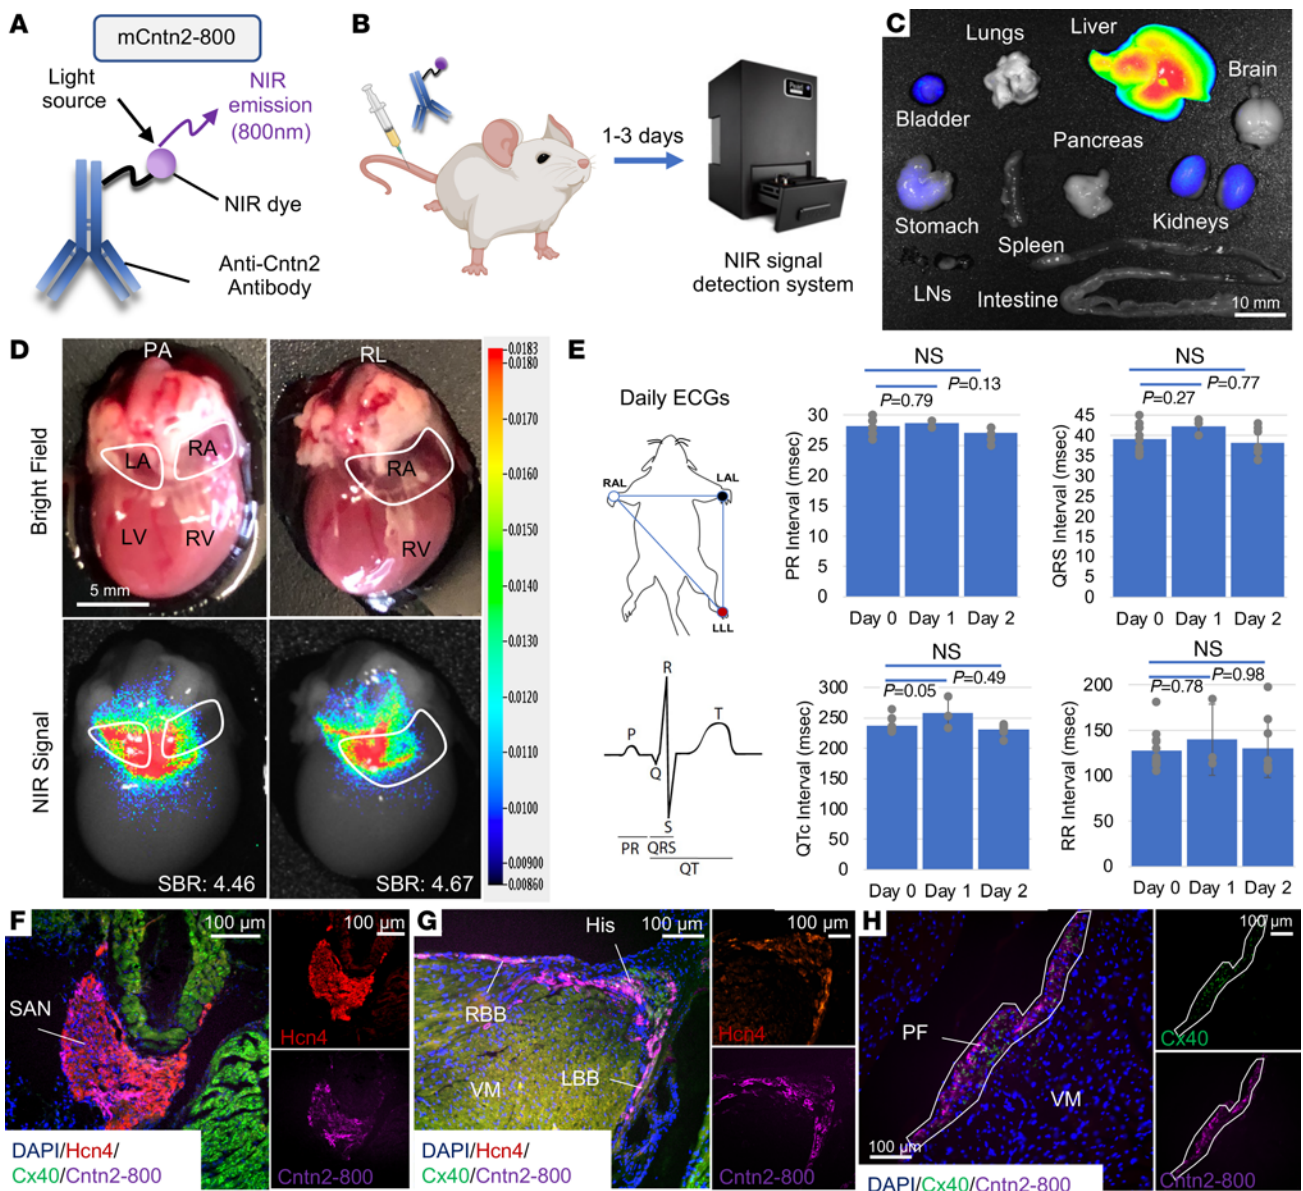 A
mCntn2-800
Light
source
NIR
emission
(800nm)
NIR dye
Anti-Cntn2
Antibody
B
1-3 days
NIR signal
detection system
C
Lungs
Liver
Brain
Bladder
Pancreas
Stomach
Spleen
Kidneys
LNs
Intestine
10 mm
D
PA
RL
Bright Field
LA
RA
RA
LV
RV
RV
5 mm
NIR Signal
SBR: 4.46
SBR: 4.67
0.0183
0.0180
0.0170
0.0160
0.0150
0.0140
0.0130
0.0120
0.0110
0.0100
0.00900
0.00860
E
Daily ECGs
RAL
LAL
LLL
R
P
T
Q
S
PR
QRS
QT
NS
P=0.13
P=0.79
PR Interval (msec)
30
25
20
15
10
5
0
Day 0 Day 1 Day 2
NS
P=0.77
P=0.27
QRS Interval (msec)
45
40
35
30
25
20
15
10
5
0
Day 0 Day 1 Day 2
NS
P=0.49
P=0.05
QTc Interval (msec)
300
250
200
150
100
50
0
Day 0 Day 1 Day 2
NS
P=0.98
P=0.78
RR Interval (msec)
200
150
100
50
0
Day 0 Day 1 Day 2
F
100 µm
SAN
DAPI/Hcn4/
Cx40/Cntn2-800
100 µm
Hcn4
Cntn2-800
G
His
100 µm
RBB
LBB
VM
DAPI/Hcn4/
Cx40/Cntn2-800
100 µm
Hcn4
Cntn2-800
H
PF
VM
100 µm
DAPI/Cx40/Cntn2-800
100 µm
Cx40
Cntn2-800